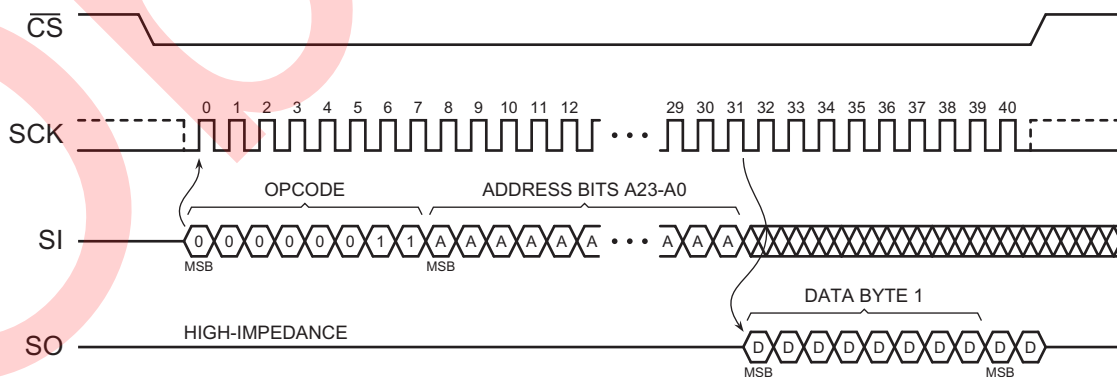 CS
0 1 2 3 4 5 6 7 8 9 10 11 12 29 30 31 32 33 34 35 36 37 38 39 40
SCK
OPCODE ADDRESS BITS A23-A0
SI 0 0 0 0 0 0 1 1 A A A A A A A A A
MSB MSB
DATA BYTE 1
HIGH-IMPEDANCE
SO D D D D D D D D D D
MSB MSB